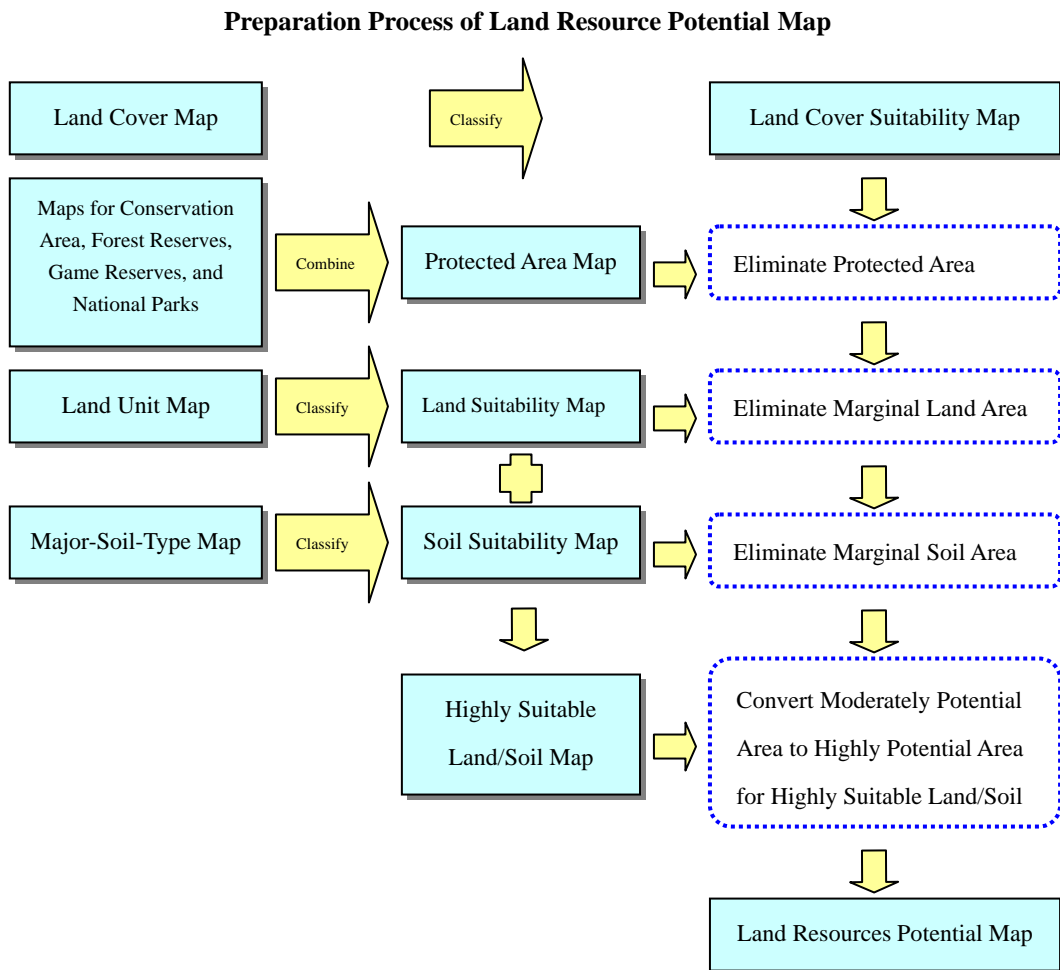 Preparation Process of Land Resource Potential Map
Land Cover Map
Classify
Land Cover Suitability Map
Maps for Conservation
Area, Forest Reserves,
Game Reserves, and
National Parks
Combine
Protected Area Map
Eliminate Protected Area
Land Unit Map
Classify
Land Suitability Map
Eliminate Marginal Land Area
Major-Soil-Type Map
Classify
Soil Suitability Map
Eliminate Marginal Soil Area
Highly Suitable
Land/Soil Map
Convert Moderately Potential
Area to Highly Potential Area
for Highly Suitable Land/Soil
Land Resources Potential Map